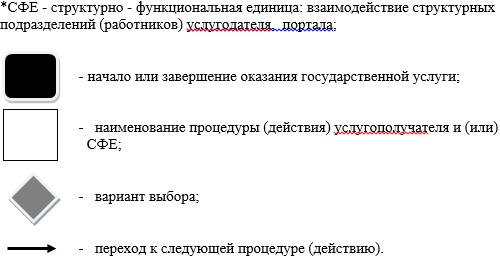 *СФЕ - структурно - функциональная единица: взаимодействие структурных
подразделений (работников) услугодателя, портала;
- начало или завершение оказания государственной услуги;
- наименование процедуры (действия) услугополучателя и (или)
СФЕ;
- вариант выбора;
- переход к следующей процедуре (действию).